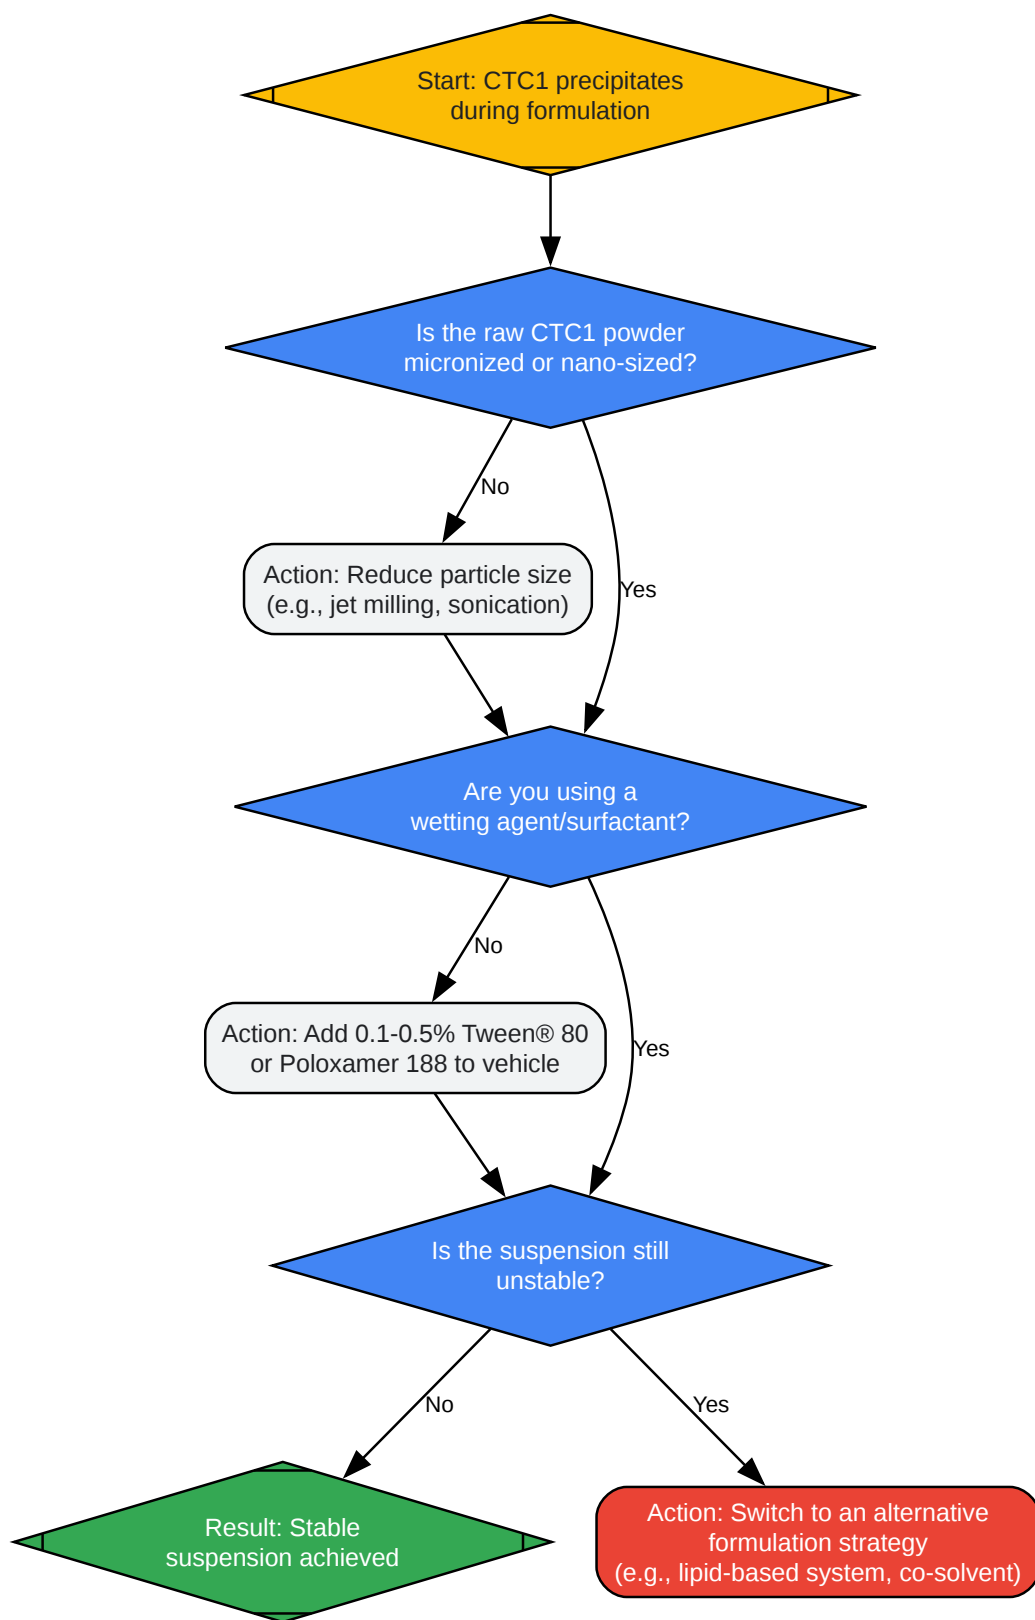 Start: CTC1 precipitates
during formulation
Is the raw CTC1 powder
micronized or nano-sized?
No
Action: Reduce particle size
(e.g., jet milling, sonication)
Yes
Are you using a
wetting agent/surfactant?
No
Action: Add 0.1-0.5% Tween® 80
or Poloxamer 188 to vehicle
Yes
Is the suspension still
unstable?
No
Yes
Result: Stable
suspension achieved
Action: Switch to an alternative
formulation strategy
(e.g., lipid-based system, co-solvent)